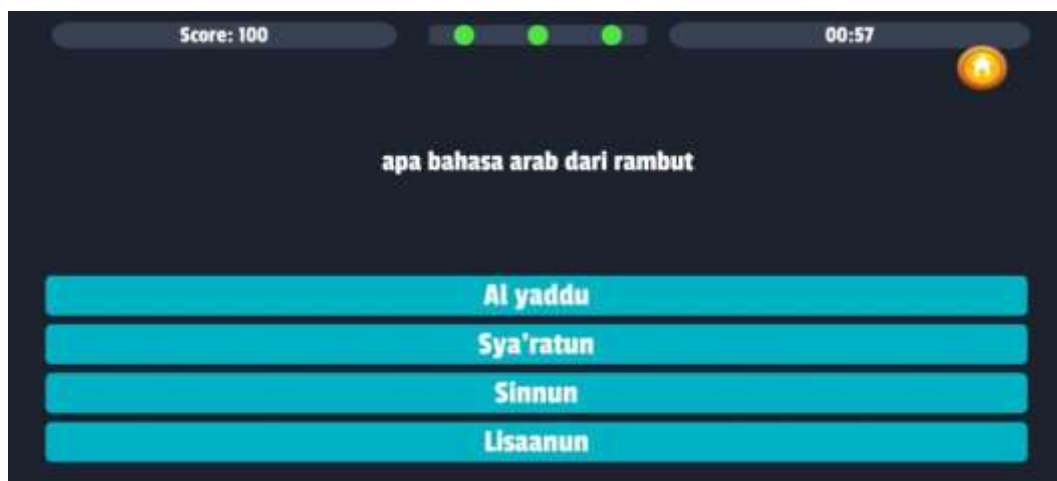 Score: 100
00:57
apa bahasa arab dari rambut
Al yaddu
Sya'ratun
Sinnun
Lisaanun